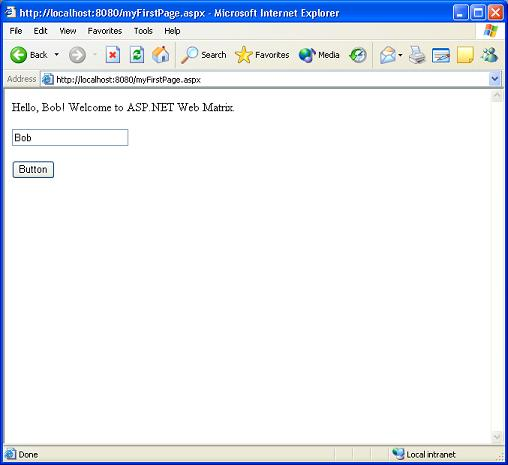 http://localhost:8080/myFirstPage.aspx - Microsoft Internet Explorer
File Edit View Favorites Tools Help
Back Search Favorites Media
Address http://localhost:8080/myFirstPage.aspx
Hello, Bob! Welcome to ASP.NET Web Matrix.
Bob
Button
Done Local intranet